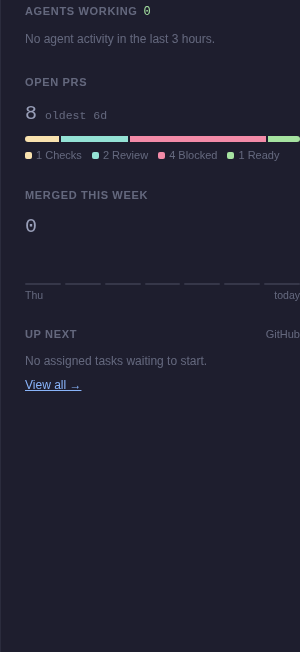 AGENTS WORKING 0
No agent activity in the last 3 hours.
OPEN PRS
8 oldest 6d
1 Checks 2 Review 4 Blocked 1 Ready
MERGED THIS WEEK
0
Thu today
UP NEXT GitHub
No assigned tasks waiting to start.
View all →